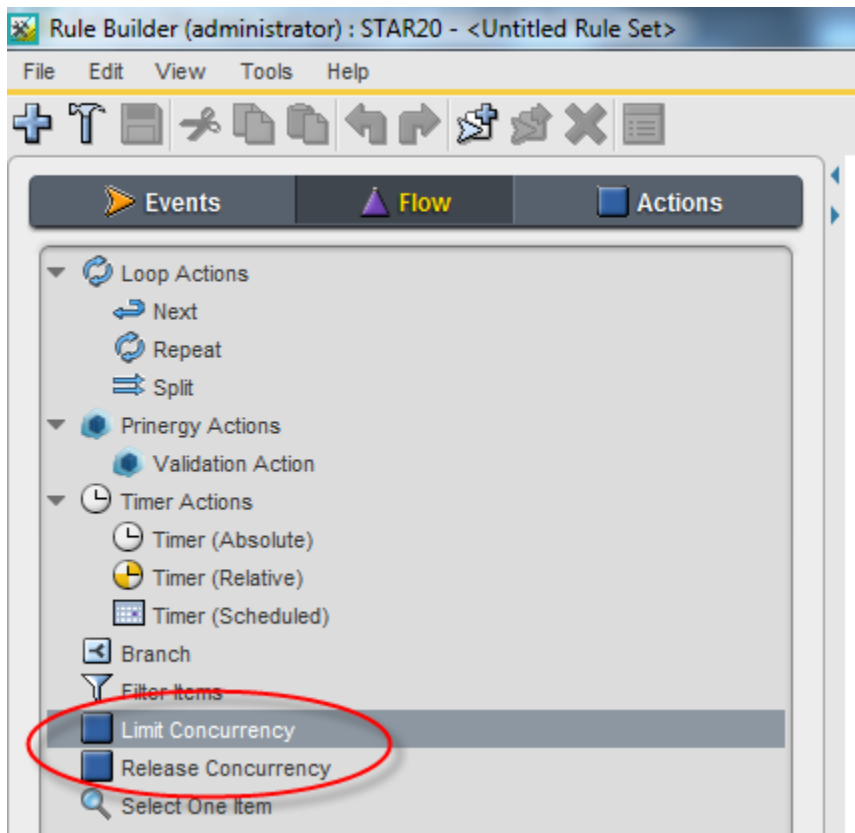 Rule Builder (administrator) : STAR20 - <Untitled Rule Set>
File Edit View Tools Help
Events Flow Actions
Loop Actions
Next
Repeat
Split
Prinergy Actions
Validation Action
Timer Actions
Timer (Absolute)
Timer (Relative)
Timer (Scheduled)
Branch
Filter Items
Limit Concurrency
Release Concurrency
Select One Item